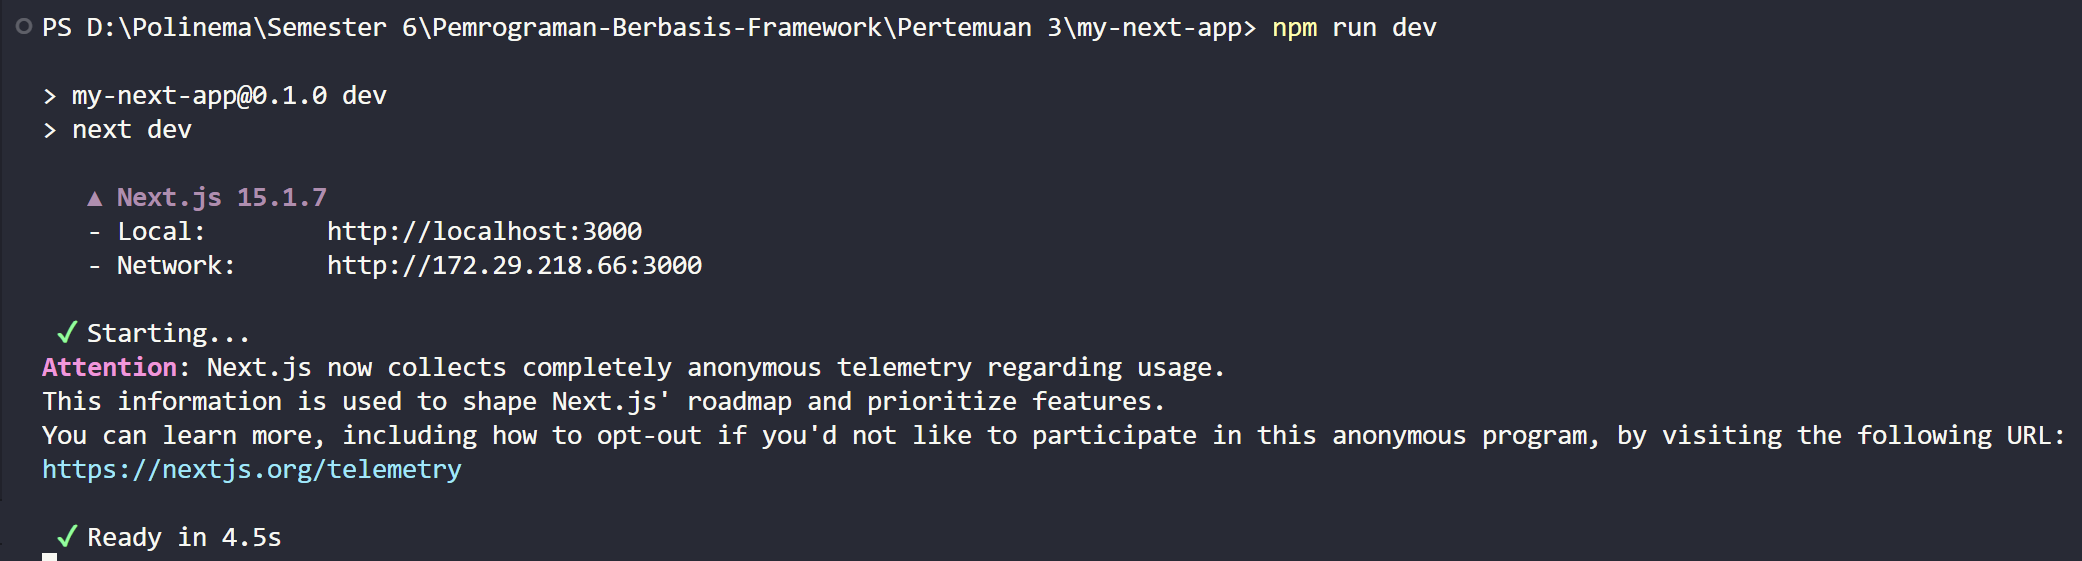 PS D:\Polinema\Semester 6\Pemrograman-Berbasis-Framework\Pertemuan 3\my-next-app> npm run dev
> my-next-app@0.1.0 dev
> next dev
▲ Next.js 15.1.7
- Local:        http://localhost:3000
- Network:      http://172.29.218.66:3000
✓ Starting...
Attention: Next.js now collects completely anonymous telemetry regarding usage.
This information is used to shape Next.js' roadmap and prioritize features.
You can learn more, including how to opt-out if you'd not like to participate in this anonymous program, by visiting the following URL:
https://nextjs.org/telemetry
✓ Ready in 4.5s